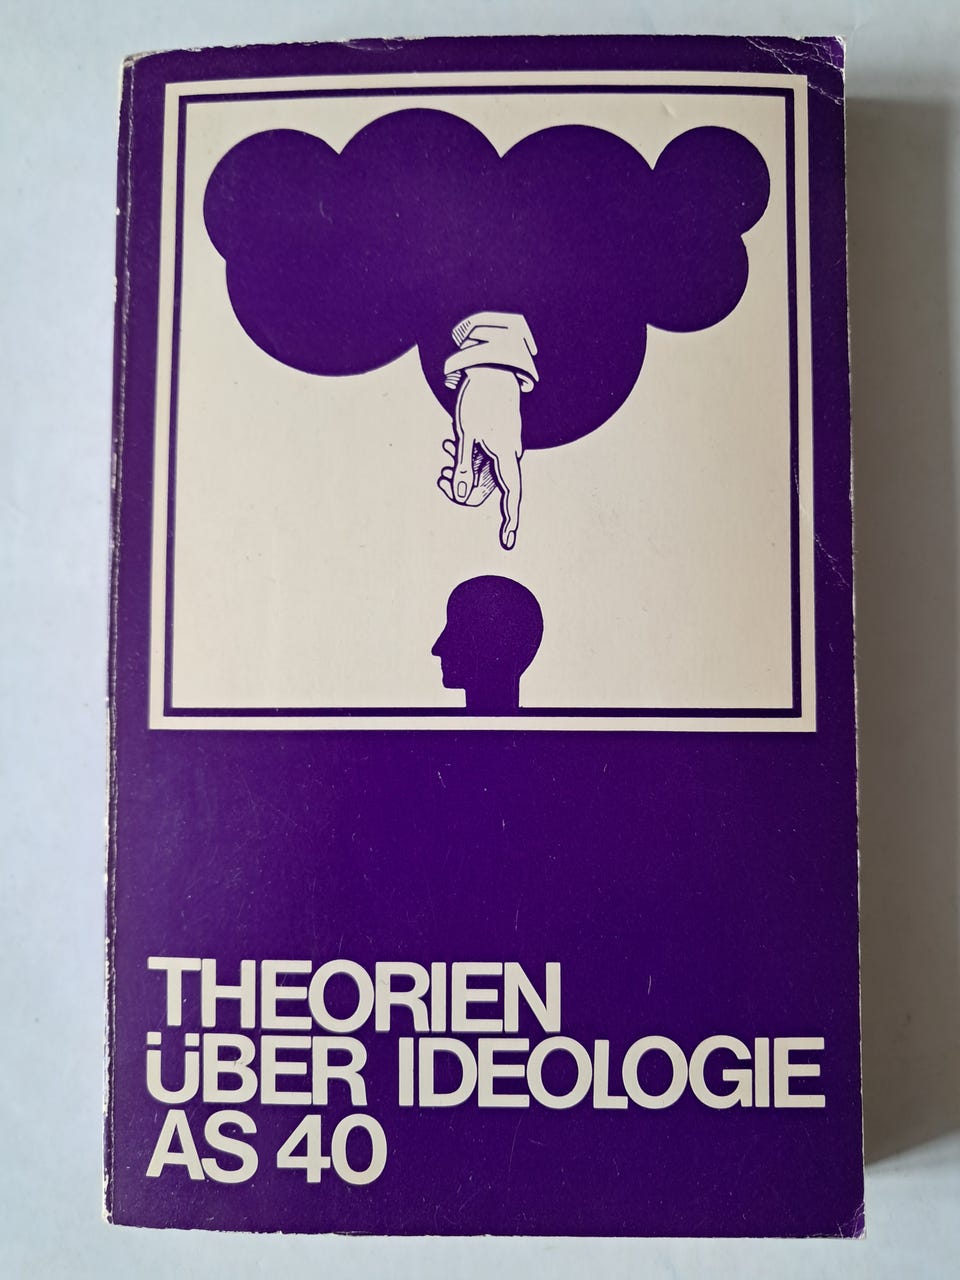 THEORIEN
ÜBER IDEOLOGIE
AS 40